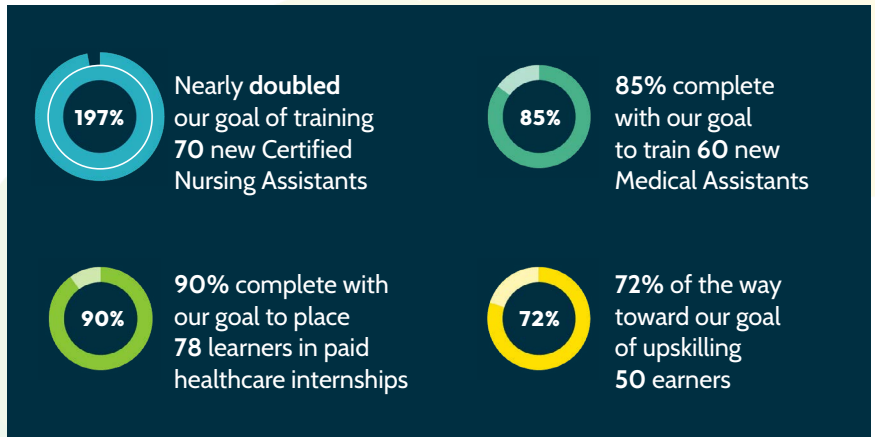 197%
Nearly doubled
our goal of training
70 new Certified
Nursing Assistants
85%
85% complete
with our goal
to train 60 new
Medical Assistants
90%
90% complete with
our goal to place
78 learners in paid
healthcare internships
72%
72% of the way
toward our goal
of upskilling
50 earners